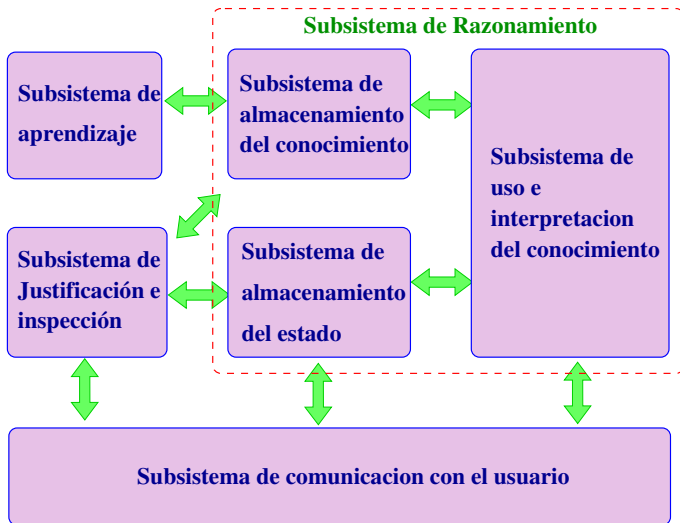 Subsistema de Razonamiento
Subsistema de
aprendizaje
Subsistema de
almacenamiento
del conocimiento
Subsistema de
uso e
interpretacion
del conocimiento
Subsistema de
Justificación e
inspección
Subsistema de
almacenamiento
del estado
Subsistema de comunicacion con el usuario